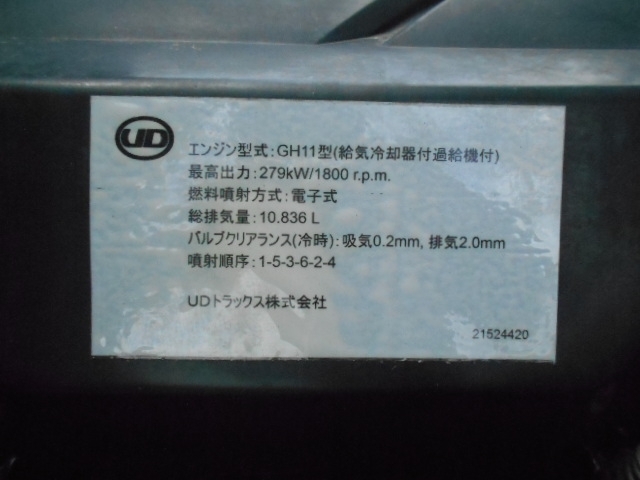 UD
エンジン型式:GH11型(給気冷却器付過給機付)
最高出力:279kW/1800 r.p.m.
燃料噴射方式:電子式
総排気量:10.836 L
バルブクリアランス(冷時):吸気0.2mm, 排気2.0mm
噴射順序:1-5-3-6-2-4
UDトラックス株式会社
21524420